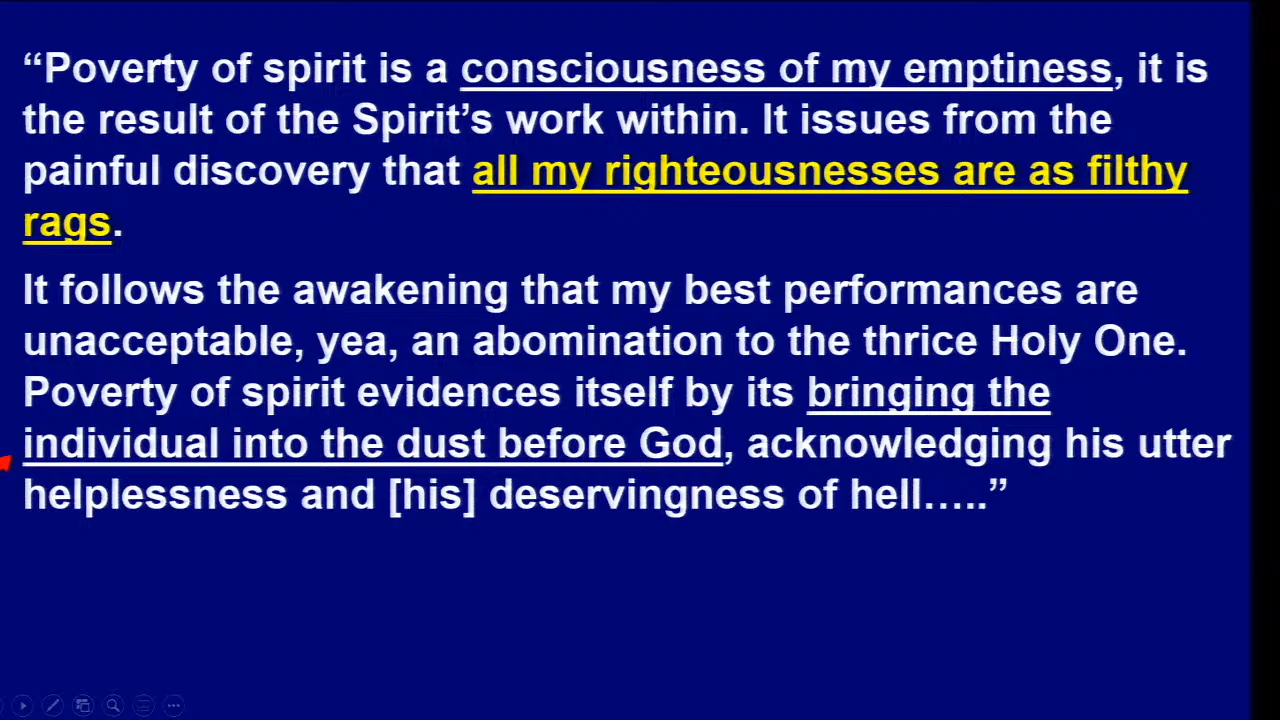 “Poverty of spirit is a consciousness of my emptiness, it is
the result of the Spirit’s work within. It issues from the
painful discovery that all my righteousnesses are as filthy
rags.
It follows the awakening that my best performances are
unacceptable, yea, an abomination to the thrice Holy One.
Poverty of spirit evidences itself by its bringing the
individual into the dust before God, acknowledging his utter
helplessness and [his] deservingness of hell…..”